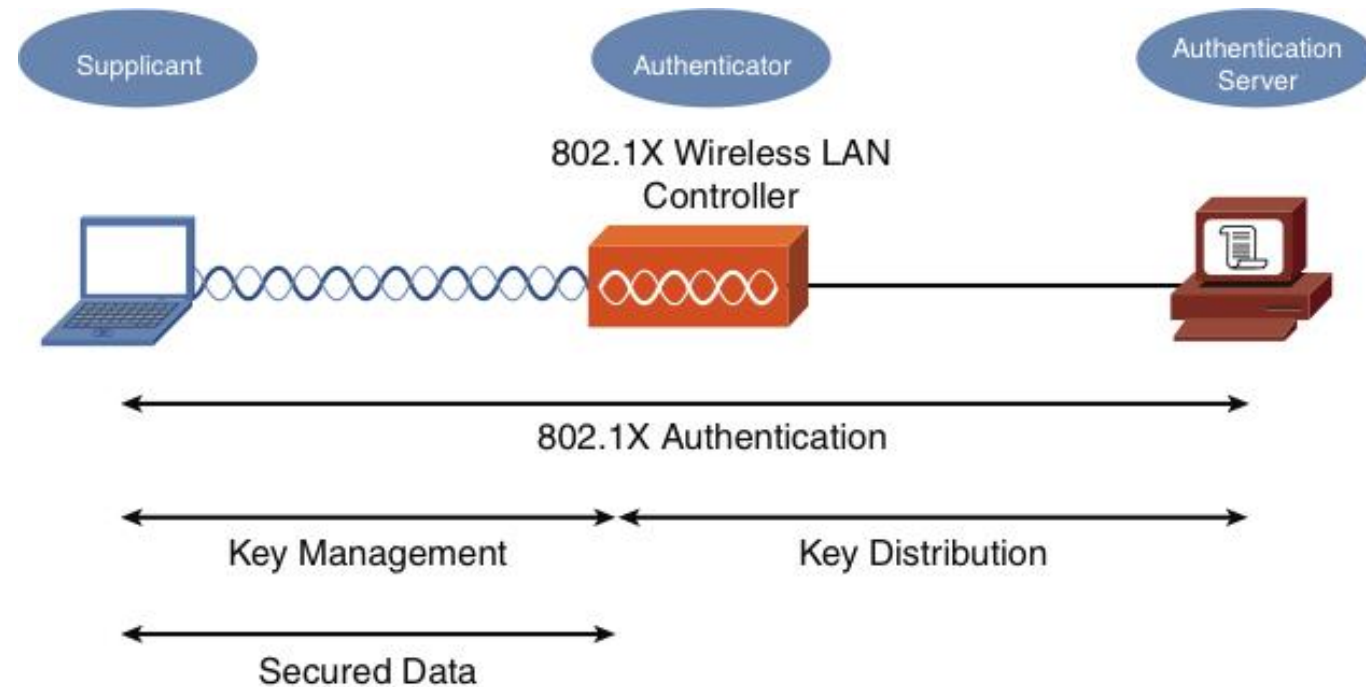 Supplicant
Authenticator
Authentication
Server
802.1X Wireless LAN
Controller
802.1X Authentication
Key Management
Key Distribution
Secured Data